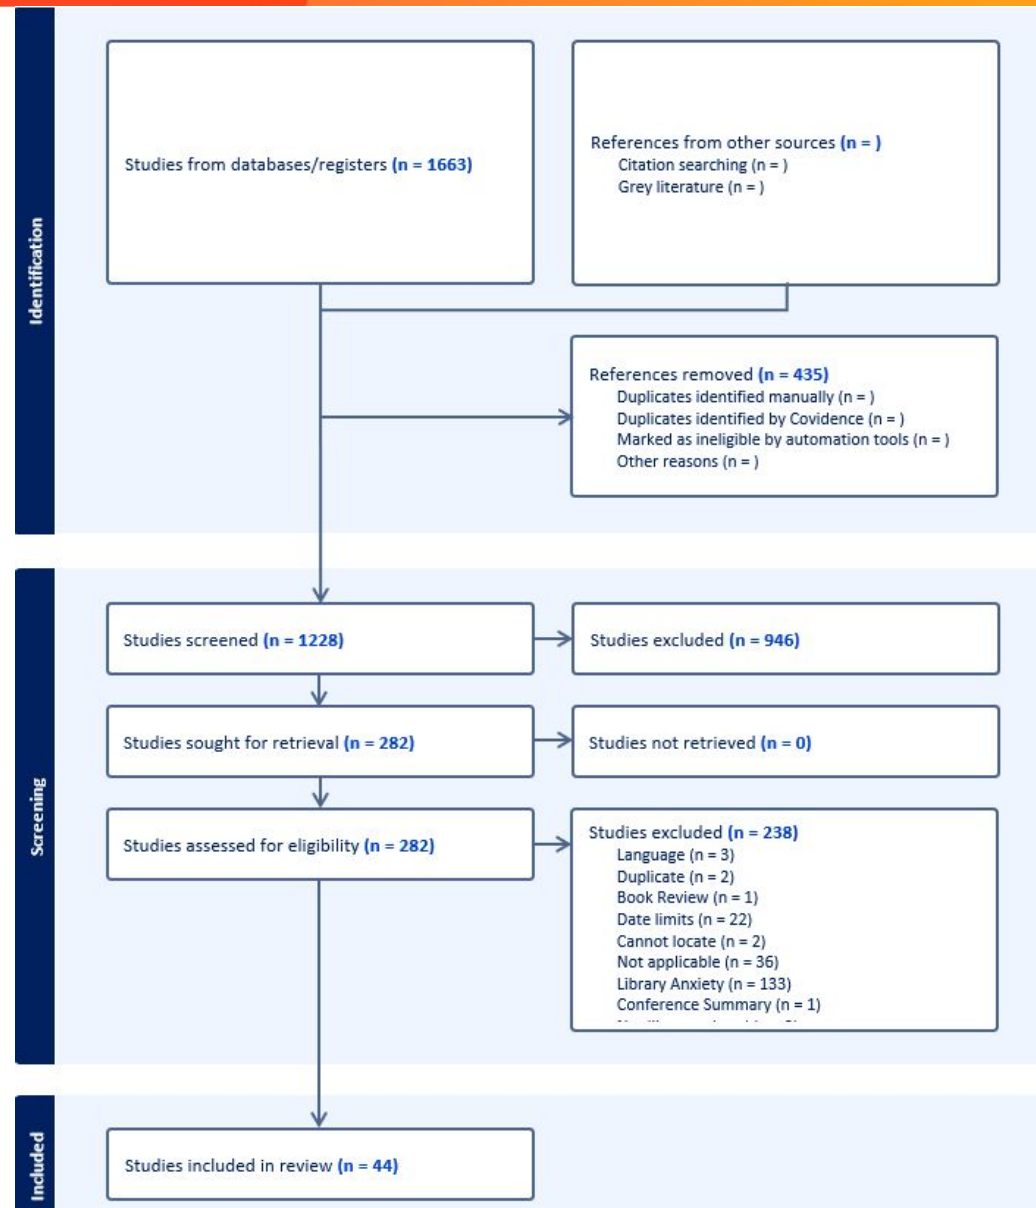 Identification
Studies from databases/registers (n = 1663)
References from other sources (n = )
Citation searching (n = )
Grey literature (n = )
References removed (n = 435)
Duplicates identified manually (n = )
Duplicates identified by Covidence (n = )
Marked as ineligible by automation tools (n = )
Other reasons (n = )
Screening
Studies screened (n = 1228)
Studies excluded (n = 946)
Studies sought for retrieval (n = 282)
Studies not retrieved (n = 0)
Studies assessed for eligibility (n = 282)
Studies excluded (n = 238)
Language (n = 3)
Duplicate (n = 2)
Book Review (n = 1)
Date limits (n = 22)
Cannot locate (n = 2)
Not applicable (n = 36)
Library Anxiety (n = 133)
Conference Summary (n = 1)
Included
Studies included in review (n = 44)